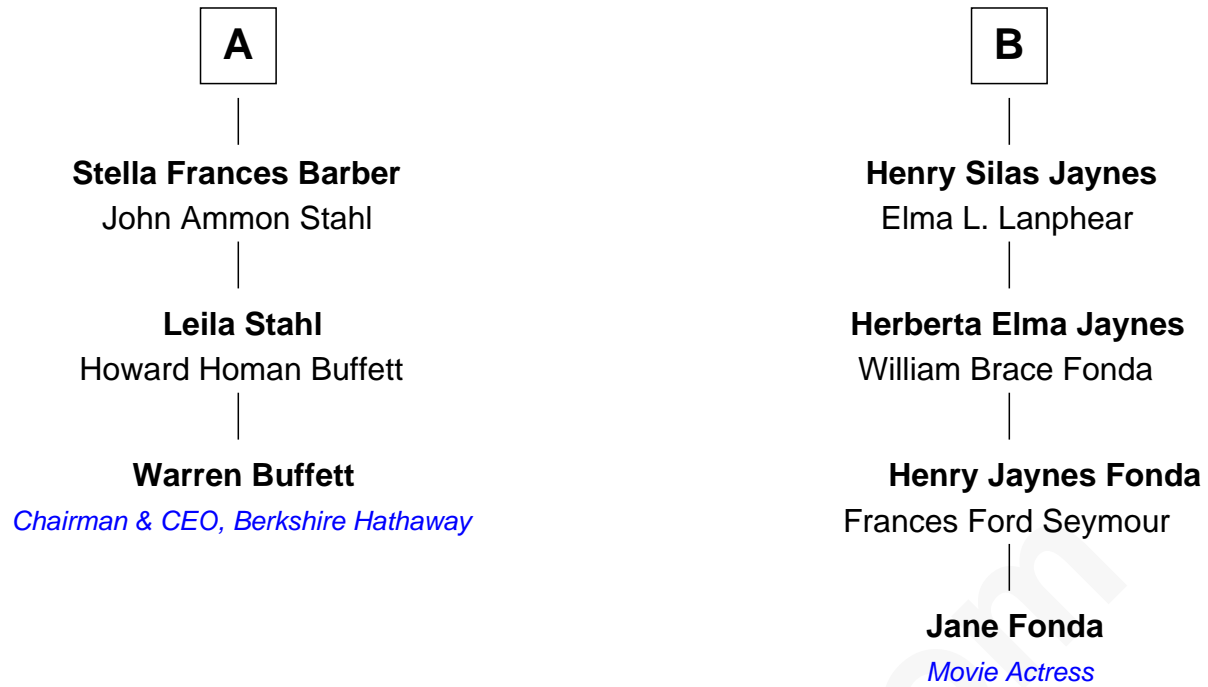 A
Stella Frances Barber
John Ammon Stahl
Leila Stahl
Howard Homan Buffett
Warren Buffett
Chairman & CEO, Berkshire Hathaway
B
Henry Silas Jaynes
Elma L. Lanphear
Herberta Elma Jaynes
William Brace Fonda
Henry Jaynes Fonda
Frances Ford Seymour
Jane Fonda
Movie Actress